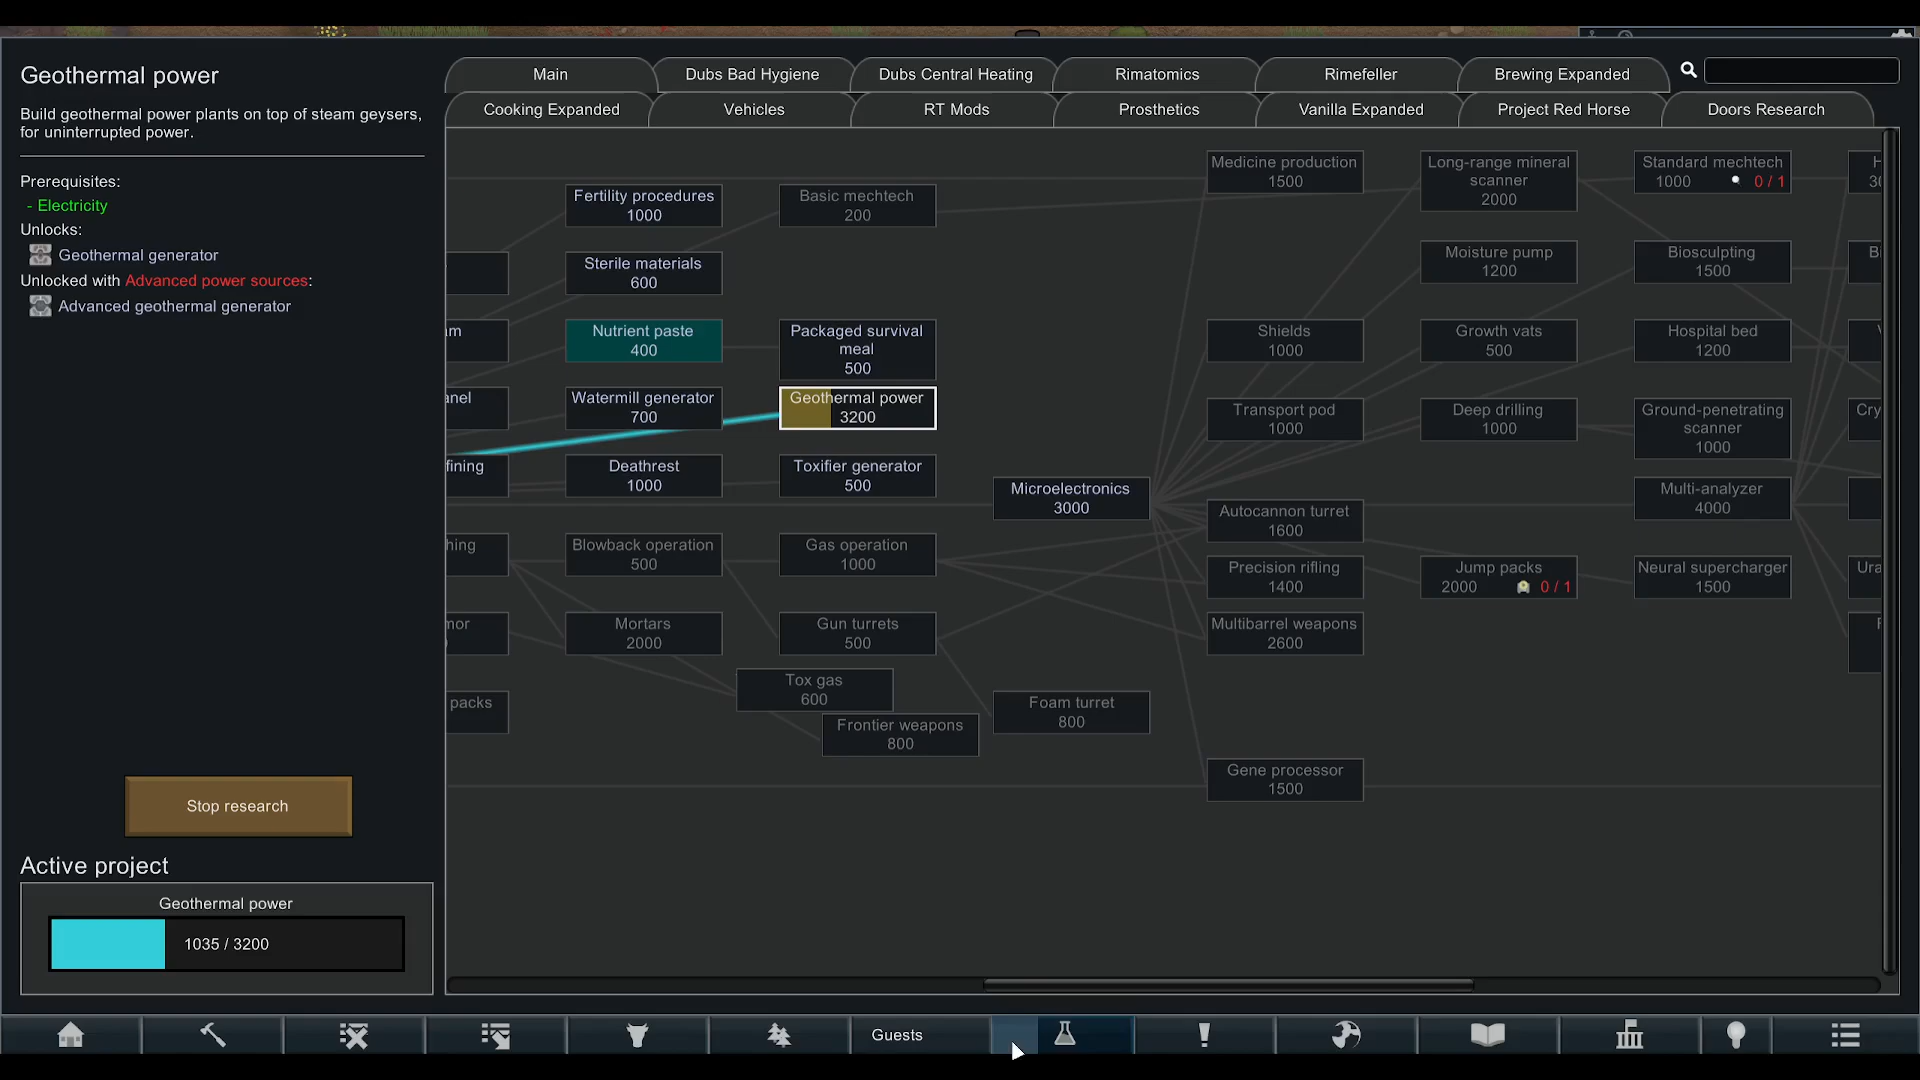 Geothermal power
Build geothermal power plants on top of steam geysers,
for uninterrupted power.
Prerequisites:
- Electricity
Unlocks:
Geothermal generator
Unlocked with Advanced power sources:
Advanced geothermal generator
Stop research
Active project
Geothermal power
1035 / 3200
Main
Dubs Bad Hygiene
Dubs Central Heating
Rimatomics
Rimefeller
Brewing Expanded
Cooking Expanded
Vehicles
RT Mods
Prosthetics
Vanilla Expanded
Project Red Horse
Doors Research
am
anel
fining
hing
mor
packs
Fertility procedures
1000
Sterile materials
600
Nutrient paste
400
Watermill generator
700
Deathrest
1000
Blowback operation
500
Mortars
2000
Basic mechtech
200
Packaged survival
meal
500
Geothermal power
3200
Toxifier generator
500
Gas operation
1000
Gun turrets
500
Tox gas
600
Frontier weapons
800
Microelectronics
3000
Foam turret
800
Medicine production
1500
Shields
1000
Transport pod
1000
Autocannon turret
1600
Precision rifling
1400
Multibarrel weapons
2600
Gene processor
1500
Long-range mineral
scanner
2000
Moisture pump
1200
Growth vats
500
Deep drilling
1000
Jump packs
2000 0 / 1
Standard mechtech
1000 0 / 1
Biosculpting
1500
Hospital bed
1200
Ground-penetrating
scanner
1000
Multi-analyzer
4000
Neural supercharger
1500
Cry
Ura
Guests